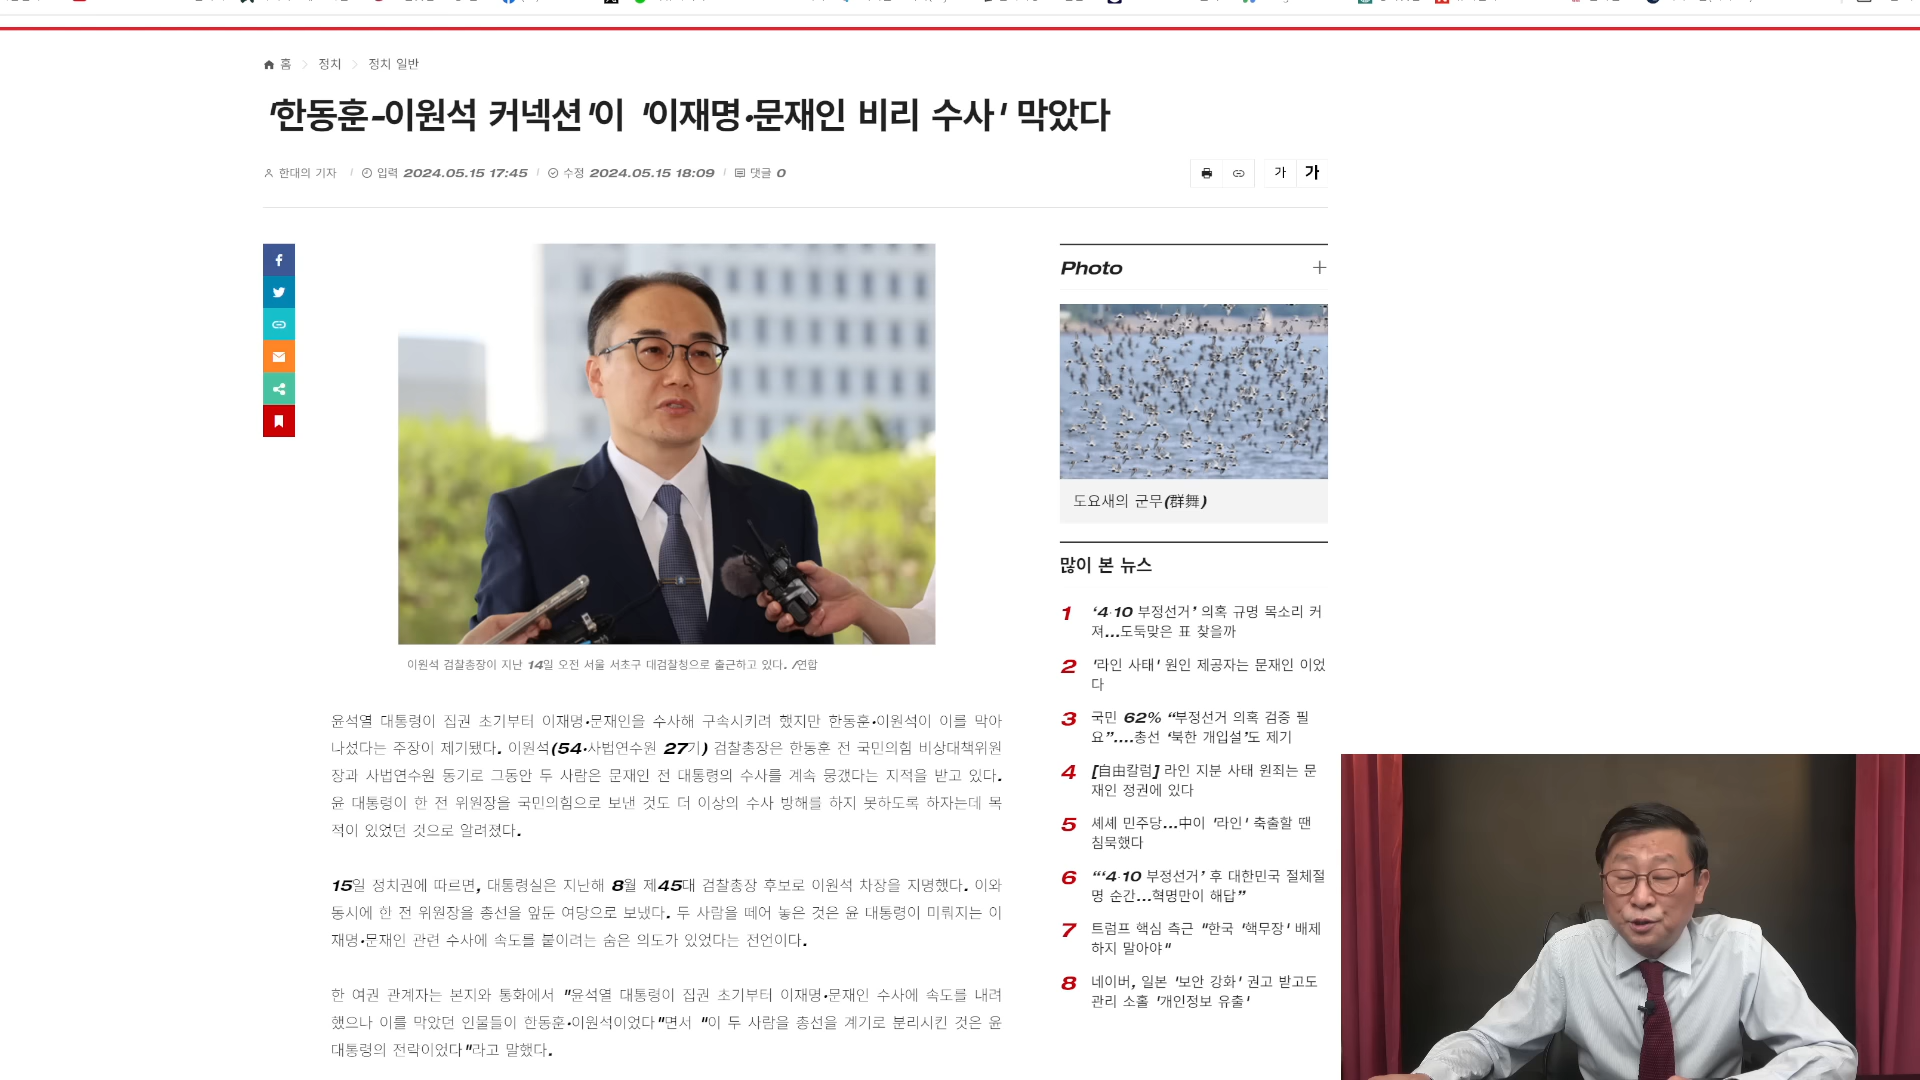 홈 정치 정치 일반
'한동훈-이원석 커넥션'이 '이재명·문재인 비리 수사' 막았다
한대의 기자 / 입력 2024.05.15 17:45 / 수정 2024.05.15 18:09 / 댓글 0
가 가
이원석 검찰총장이 지난 14일 오전 서울 서초구 대검찰청으로 출근하고 있다. /연합
윤석열 대통령이 집권 초기부터 이재명·문재인을 수사해 구속시키려 했지만 한동훈·이원석이 이를 막아
나섰다는 주장이 제기됐다. 이원석(54·사법연수원 27기) 검찰총장은 한동훈 전 국민의힘 비상대책위원
장과 사법연수원 동기로 그동안 두 사람은 문재인 전 대통령의 수사를 계속 뭉갰다는 지적을 받고 있다.
윤 대통령이 한 전 위원장을 국민의힘으로 보낸 것도 더 이상의 수사 방해를 하지 못하도록 하자는데 목
적이 있었던 것으로 알려졌다.
15일 정치권에 따르면, 대통령실은 지난해 8월 제45대 검찰총장 후보로 이원석 차장을 지명했다. 이와
동시에 한 전 위원장을 총선을 앞둔 여당으로 보냈다. 두 사람을 떼어 놓은 것은 윤 대통령이 미뤄지는 이
재명·문재인 관련 수사에 속도를 붙이려는 숨은 의도가 있었다는 전언이다.
한 여권 관계자는 본지와 통화에서 "윤석열 대통령이 집권 초기부터 이재명·문재인 수사에 속도를 내려
했으나 이를 막았던 인물들이 한동훈·이원석이었다"면서 "이 두 사람을 총선을 계기로 분리시킨 것은 윤
대통령의 전략이었다"라고 말했다.
Photo
도요새의 군무(群舞)
많이 본 뉴스
1 '4·10 부정선거' 의혹 규명 목소리 커
져...도둑맞은 표 찾을까
2 '라인 사태' 원인 제공자는 문재인 이었
다
3 국민 62% “부정선거 의혹 검증 필
요”....총선 ‘북한 개입설’도 제기
4 [自由칼럼] 라인 지분 사태 원죄는 문
재인 정권에 있다
5 셰셰 민주당...中이 '라인' 축출할 땐
침묵했다
6 “‘4·10 부정선거’ 후 대한민국 절체절
명 순간...혁명만이 해답”
7 트럼프 핵심 측근 "한국 '핵무장' 배제
하지 말아야"
8 네이버, 일본 '보안 강화' 권고 받고도
관리 소홀 '개인정보 유출'